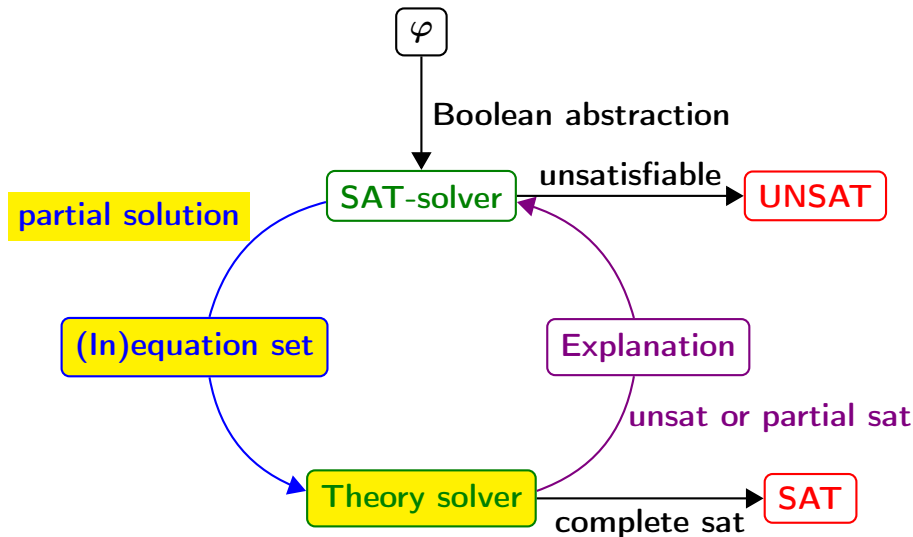 φ
Boolean abstraction
SAT-solver
unsatisfiable
UNSAT
partial solution
(In)equation set
Explanation
unsat or partial sat
Theory solver
complete sat
SAT